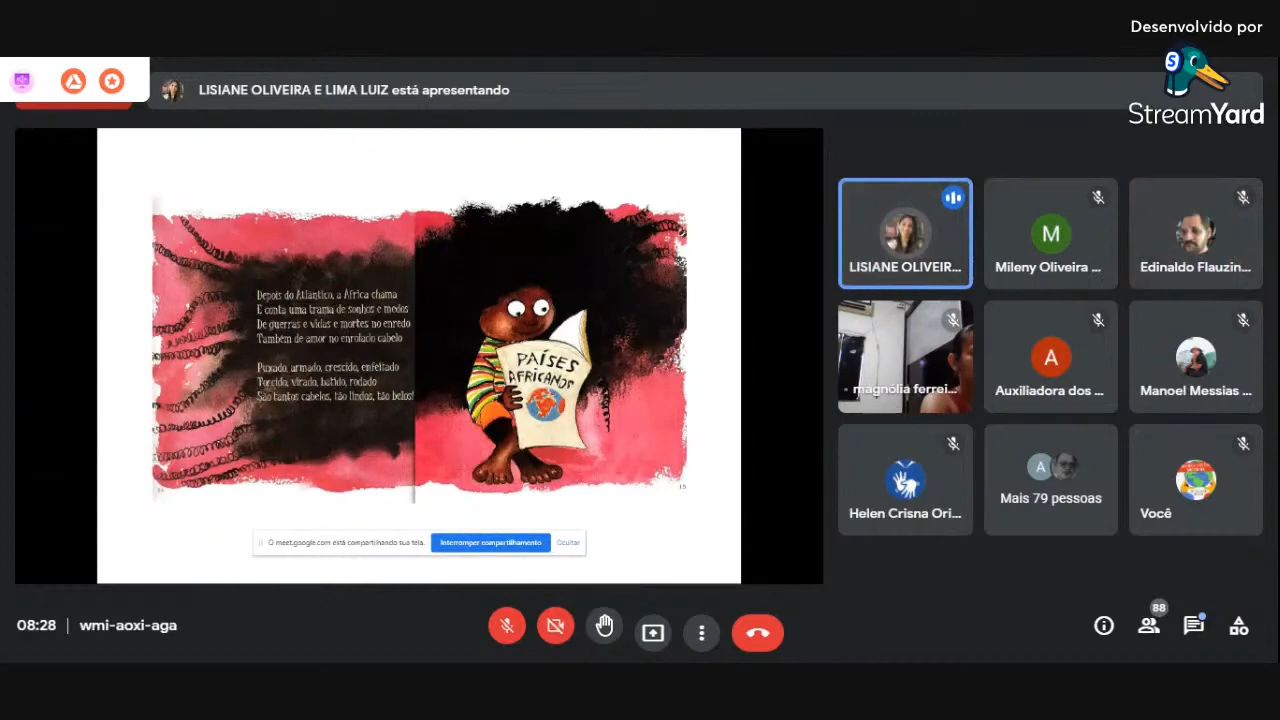 Desenvolvido por
StreamYard
LISIANE OLIVEIRA E LIMA LUIZ está apresentando
Depois do Atlântico, a África chama
E conta uma trama de sonhos e medos
De guerras e vidas e mortes no enredo
Também de amor no enrolado cabelo
Puxado, armado, crescido, enfeitado
Torcido, virado, batido, rodado
São tantos cabelos, tão lindos, tão belos!
PAÍSES
AFRICANOS
15
O meet.google.com está compartilhando sua tela.
Interromper compartilhamento
Ocultar
LISIANE OLIVEIR...
M
Mileny Oliveira ...
Edinaldo Flauzin...
magnólia ferrei...
A
Auxiliadora dos ...
Manoel Messias ...
Helen Crisna Ori...
A
Mais 79 pessoas
Você
08:28 | wmi-aoxi-aga
88